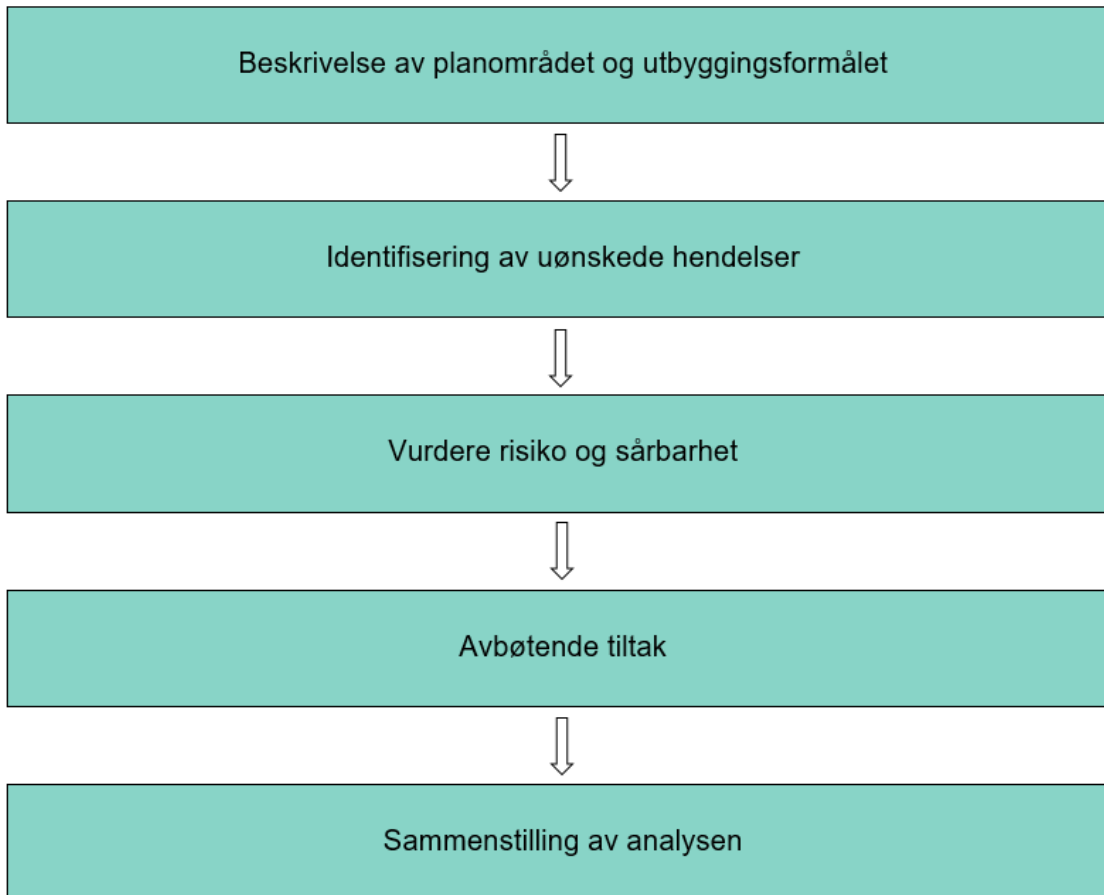 Beskrivelse av planområdet og utbyggingsformålet
Identifisering av uønskede hendelser
Vurdere risiko og sårbarhet
Avbøtende tiltak
Sammenstilling av analysen